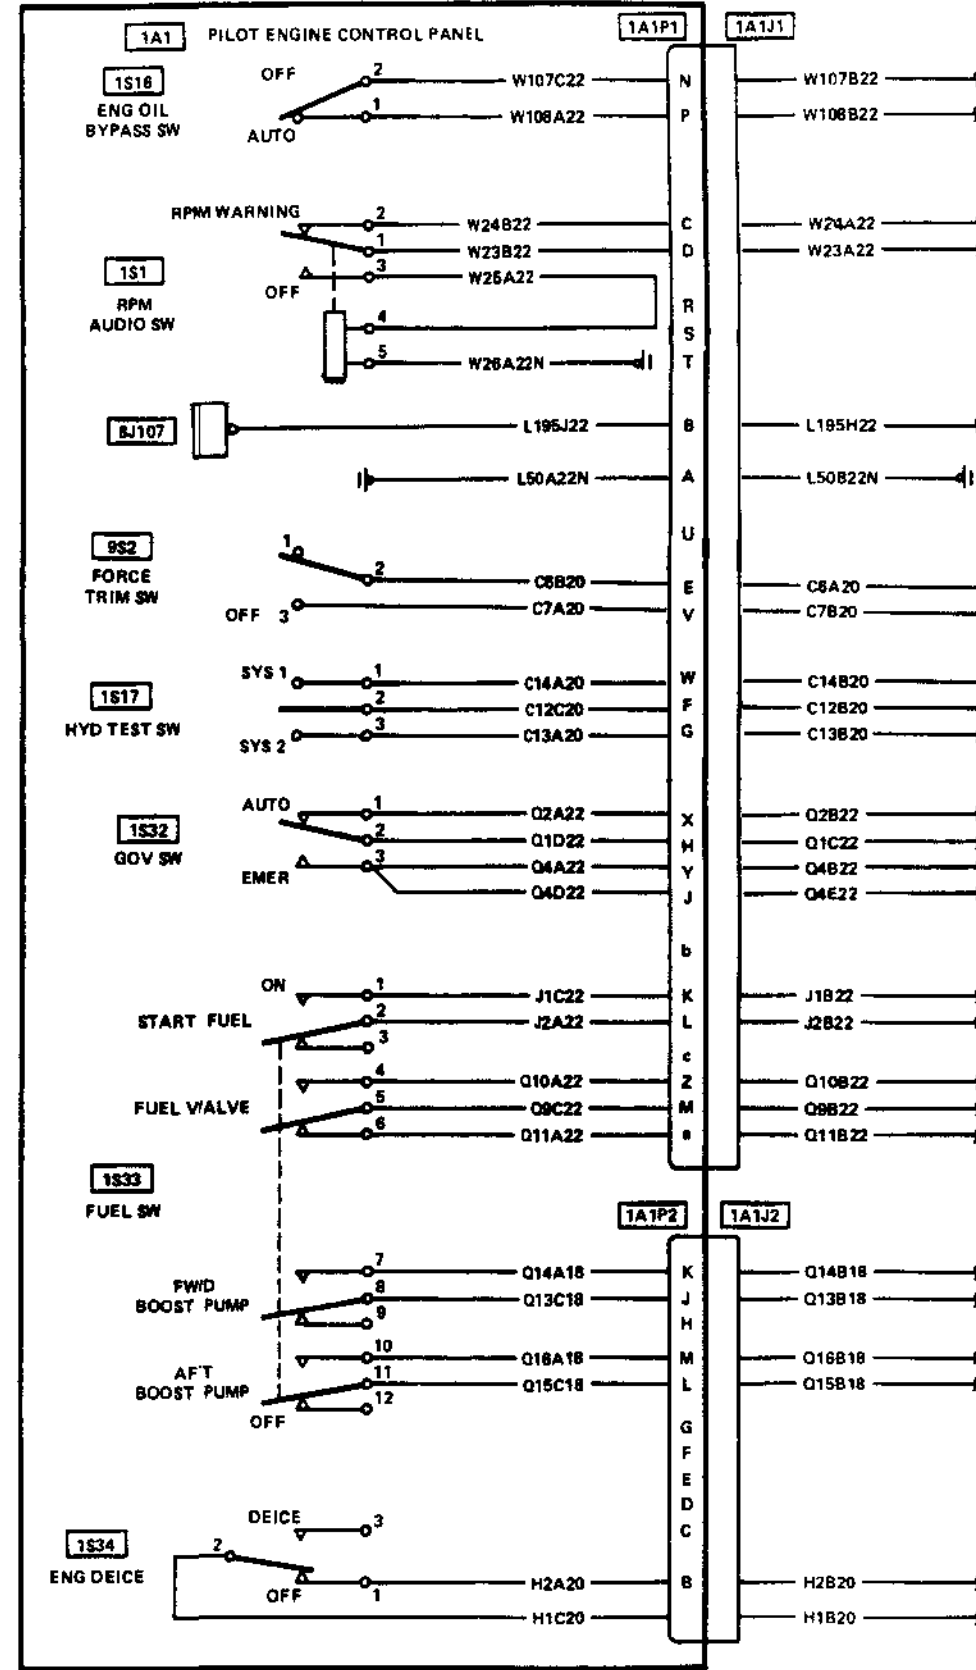 1A1 PILOT ENGINE CONTROL PANEL 1A1P1 1A1J1
1S16
ENG OIL
BYPASS SW
OFF 2 W107C22 N W107B22
AUTO 1 W108A22 P W108B22
RPM WARNING 2 W24B22 C W24A22
1 W23B22 D W23A22
1S1
RPM
AUDIO SW
OFF 3 W25A22
R
4 S
5 W26A22N T
8J107 L195J22 B L195H22
L50A22N A L50B22N
U
9S2
FORCE
TRIM SW
1
2 C6B20 E C6A20
OFF 3 C7A20 V C7B20
1S17
HYD TEST SW
SYS 1 1 C14A20 W C14B20
2 C12C20 F C12B20
SYS 2 3 C13A20 G C13B20
1S32
GOV SW
AUTO 1 Q2A22 X Q2B22
2 Q1D22 H Q1C22
EMER 3 Q4A22 Y Q4B22
Q4D22 J Q4E22
b
ON 1 J1C22 K J1B22
START FUEL 2 J2A22 L J2B22
3 c
4 Q10A22 Z Q10B22
FUEL VALVE 5 Q9C22 M Q9B22
6 Q11A22 a Q11B22
1S33
FUEL SW
1A1P2 1A1J2
7 Q14A18 K Q14B18
FWD
BOOST PUMP
8 Q13C18 J Q13B18
9 H
10 Q16A18 M Q16B18
AFT
BOOST PUMP
11 Q15C18 L Q15B18
OFF 12
G
F
E
D
1S34
ENG DEICE
DEICE 3 C
2
OFF 1 H2A20 B H2B20
H1C20 H1B20